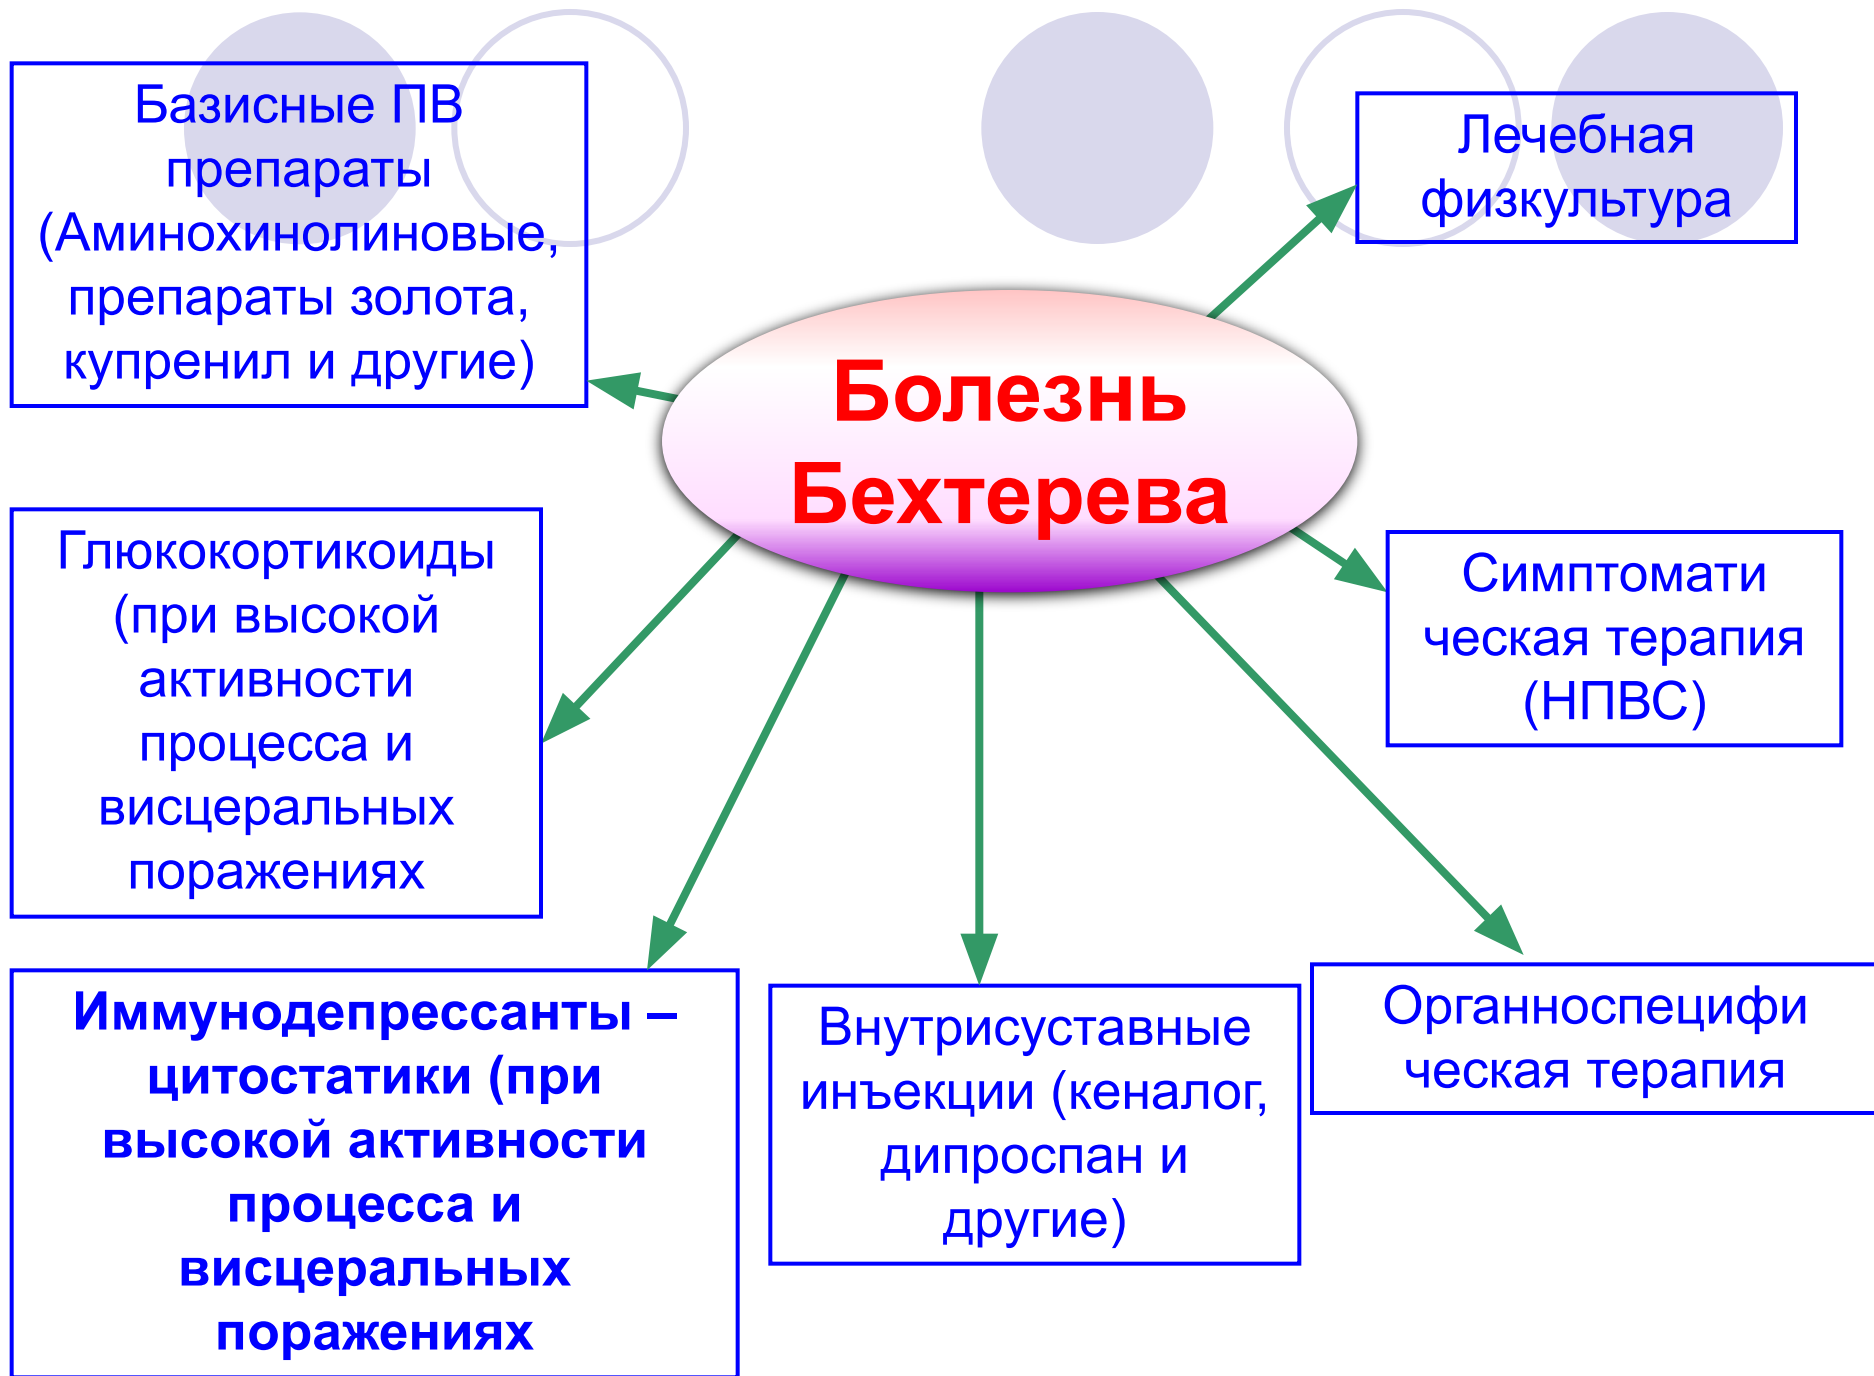 Базисные ПВ
препараты
(Аминохинолиновые,
препараты золота,
купренил и другие)
Лечебная
физкультура
Болезнь
Бехтерева
Глюкокортикоиды
(при высокой
активности
процесса и
висцеральных
поражениях
Симптомати
ческая терапия
(НПВС)
Иммунодепрессанты –
цитостатики (при
высокой активности
процесса и
висцеральных
поражениях
Внутрисуставные
инъекции (кеналог,
дипроспан и
другие)
Органноспецифи
ческая терапия